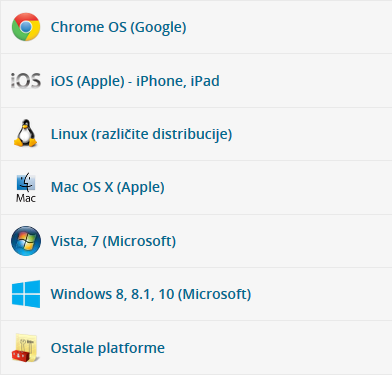 Chrome OS (Google)
iOS iOS (Apple) - iPhone, iPad
Linux (različite distribucije)
Mac OS X (Apple)
Mac
Vista, 7 (Microsoft)
Windows 8, 8.1, 10 (Microsoft)
Ostale platforme